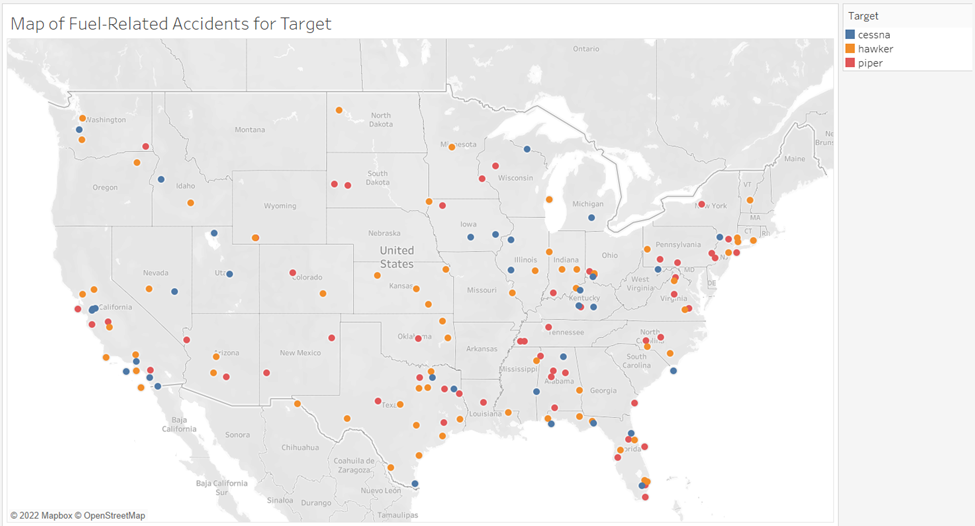 Map of Fuel-Related Accidents for Target
Target
cessna
hawker
piper
Ontario
Washington
Montana
North
Dakota
Minnesota
Maine
Oregon
Idaho
South
Dakota
Wisconsin
Michigan
VT
New York
Wyoming
MA
CT
Iowa
Nebraska
Pennsylvania
United
States
Nevada
Utah
Colorado
Kansas
Illinois
Indiana
Ohio
MD
DE
West
Virginia
Missouri
Kentucky
Virginia
California
Tennessee
North
Carolina
Oklahoma
Arkansas
Arizona
New Mexico
Mississippi
South
Carolina
Alabama
Georgia
Texas
Louisiana
Baja
California
Sonora
Chihuahua
Florida
Coahuila de
Zaragoza
Baja California
Sur
Sinaloa
Durango
Nuevo León
Tamaulipas
© 2022 Mapbox © OpenStreetMap